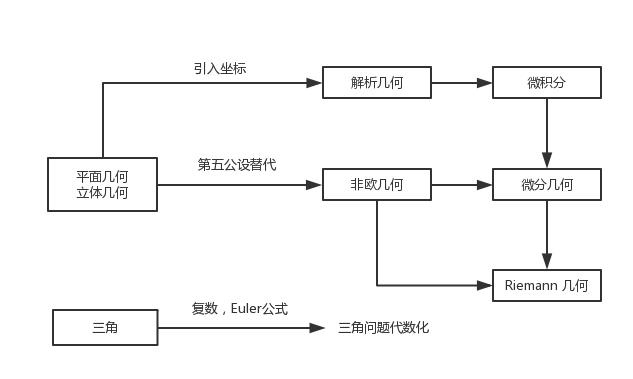 引入坐标
解析几何
微积分
第五公设替代
平面几何
立体几何
非欧几何
微分几何
Riemann 几何
复数，Euler公式
三角
三角问题代数化